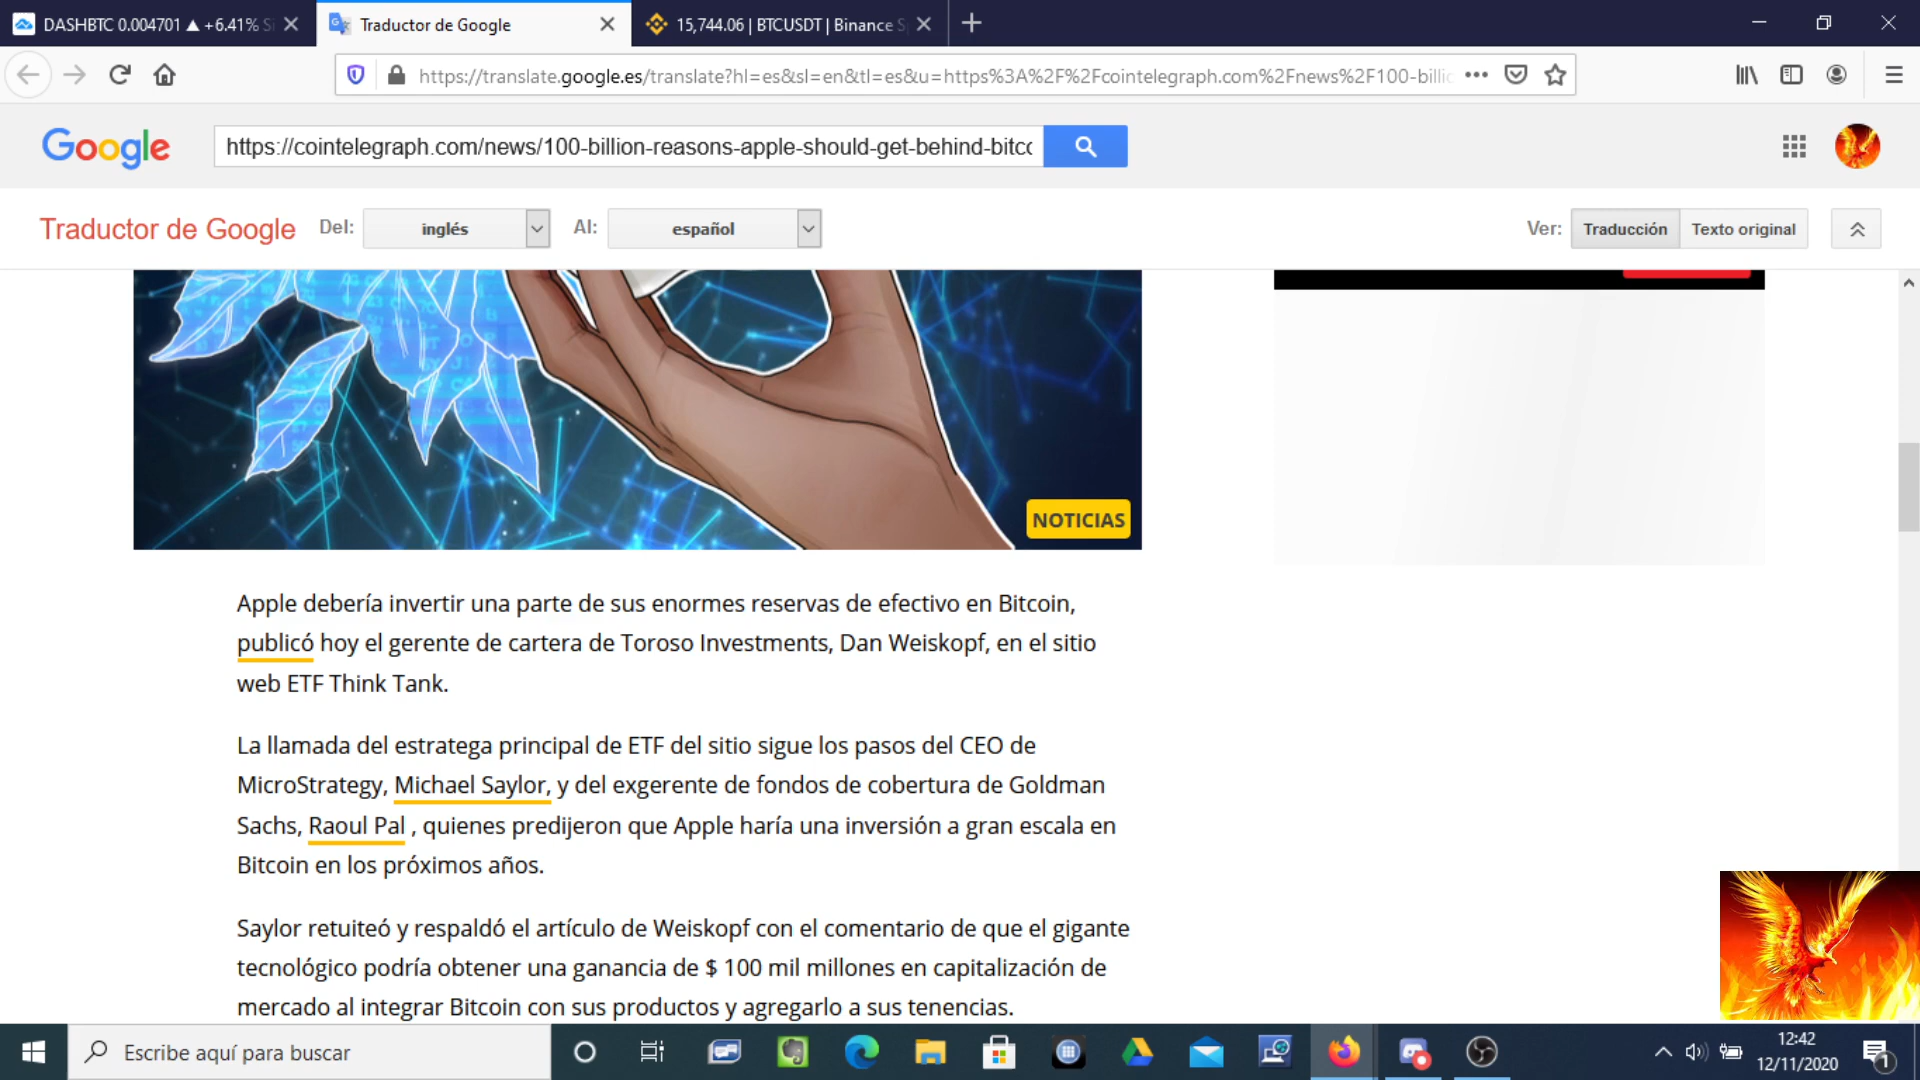 DASHBTC 0.004701 ▲ +6.41%
Traductor de Google
15,744.06 | BTCUSDT | Binance
https://translate.google.es/translate?hl=es&sl=en&tl=es&u=https%3A%2F%2Fcointelegraph.com%2Fnews%2F100-billic
Google
https://cointelegraph.com/news/100-billion-reasons-apple-should-get-behind-bitco
Traductor de Google Del: inglés Al: español Ver: Traducción Texto original
NOTICIAS
Apple debería invertir una parte de sus enormes reservas de efectivo en Bitcoin,
publicó hoy el gerente de cartera de Toroso Investments, Dan Weiskopf, en el sitio
web ETF Think Tank.
La llamada del estratega principal de ETF del sitio sigue los pasos del CEO de
MicroStrategy, Michael Saylor, y del exgerente de fondos de cobertura de Goldman
Sachs, Raoul Pal , quienes predijeron que Apple haría una inversión a gran escala en
Bitcoin en los próximos años.
Saylor retuiteó y respaldó el artículo de Weiskopf con el comentario de que el gigante
tecnológico podría obtener una ganancia de $ 100 mil millones en capitalización de
mercado al integrar Bitcoin con sus productos y agregarlo a sus tenencias.
Escribe aquí para buscar
12:42
12/11/2020
1